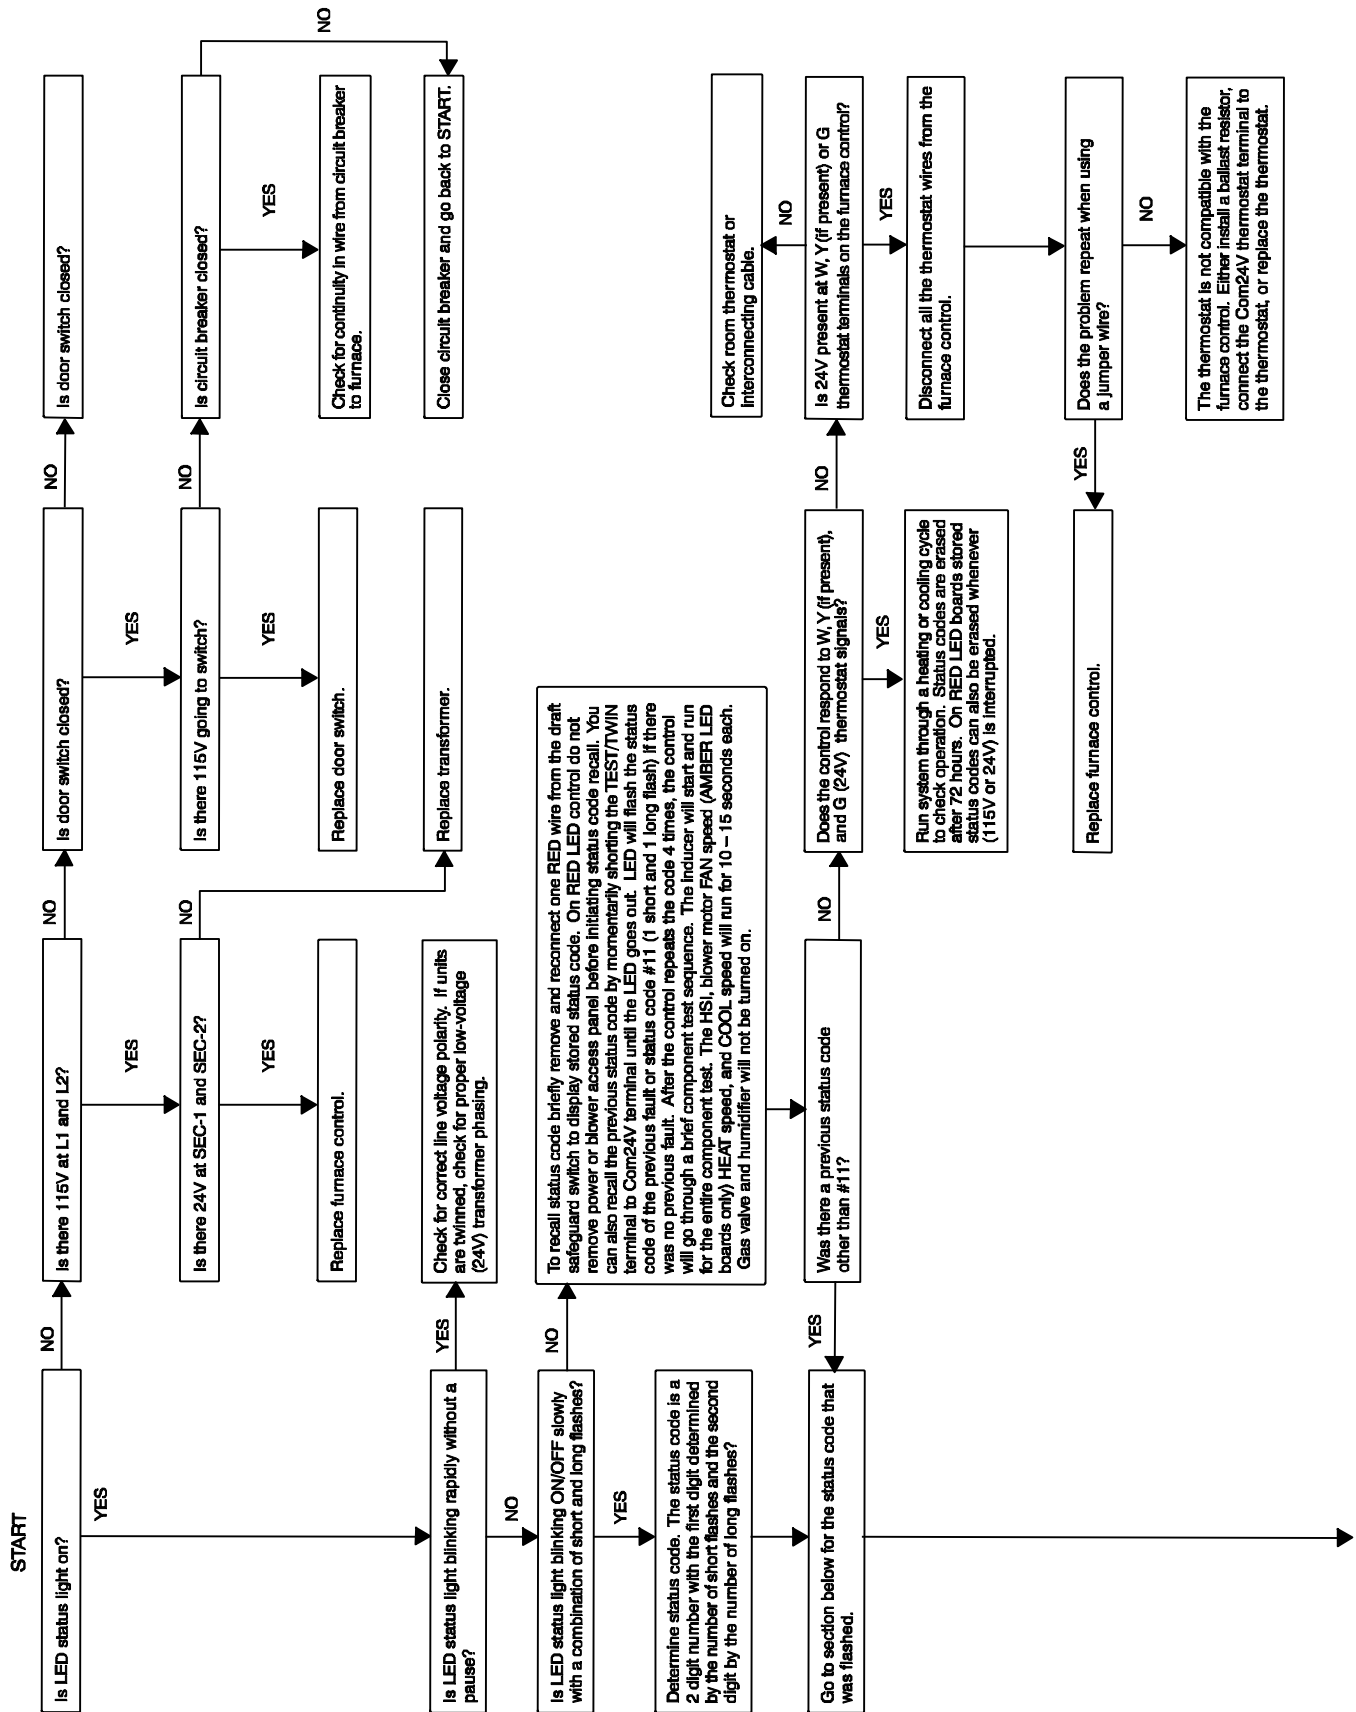 START
Is LED status light on?
NO
Is there 115V at L1 and L2?
NO
Is door switch closed?
NO
Is door switch closed?
YES
YES
YES
Is there 24V at SEC-1 and SEC-2?
NO
Is there 115V going to switch?
NO
Is circuit breaker closed?
NO
YES
YES
YES
Replace furnace control.
Replace door switch.
Check for continuity in wire from circuit breaker
to furnace.
Replace transformer.
Close circuit breaker and go back to START.
Is LED status light blinking rapidly without a
pause?
YES
Check for correct line voltage polarity. If units
are twinned, check for proper low-voltage
(24V) transformer phasing.
NO
Is LED status light blinking ON/OFF slowly
with a combination of short and long flashes?
NO
To recall status code briefly remove and reconnect one RED wire from the draft
safeguard switch to display stored status code. On RED LED control do not
remove power or blower access panel before initiating status code recall. You
can also recall the previous status code by momentarily shorting the TEST/TWIN
terminal to Com24V terminal until the LED goes out. LED will flash the status
code of the previous fault or status code #11 (1 short and 1 long flash) if there
was no previous fault. After the control repeats the code 4 times, the control
will go through a brief component test sequence. The inducer will start and run
for the entire component test. The HSI, blower motor FAN speed (AMBER LED
boards only) HEAT speed, and COOL speed will run for 10 – 15 seconds each.
Gas valve and humidifier will not be turned on.
YES
Determine status code. The status code is a
2 digit number with the first digit determined
by the number of short flashes and the second
digit by the number of long flashes?
Check room thermostat or
interconnecting cable.
NO
Go to section below for the status code that
was flashed.
YES
Was there a previous status code
other than #11?
NO
Does the control respond to W, Y (if present),
and G (24V) thermostat signals?
NO
Is 24V present at W, Y (if present) or G
thermostat terminals on the furnace control?
YES
YES
Run system through a heating or cooling cycle
to check operation. Status codes are erased
after 72 hours. On RED LED boards stored
status codes can also be erased whenever
(115V or 24V) is interrupted.
Disconnect all the thermostat wires from the
furnace control.
Replace furnace control.
YES
Does the problem repeat when using
a jumper wire?
NO
The thermostat is not compatible with the
furnace control. Either install a ballast resistor,
connect the Com24V thermostat terminal to
the thermostat, or replace the thermostat.